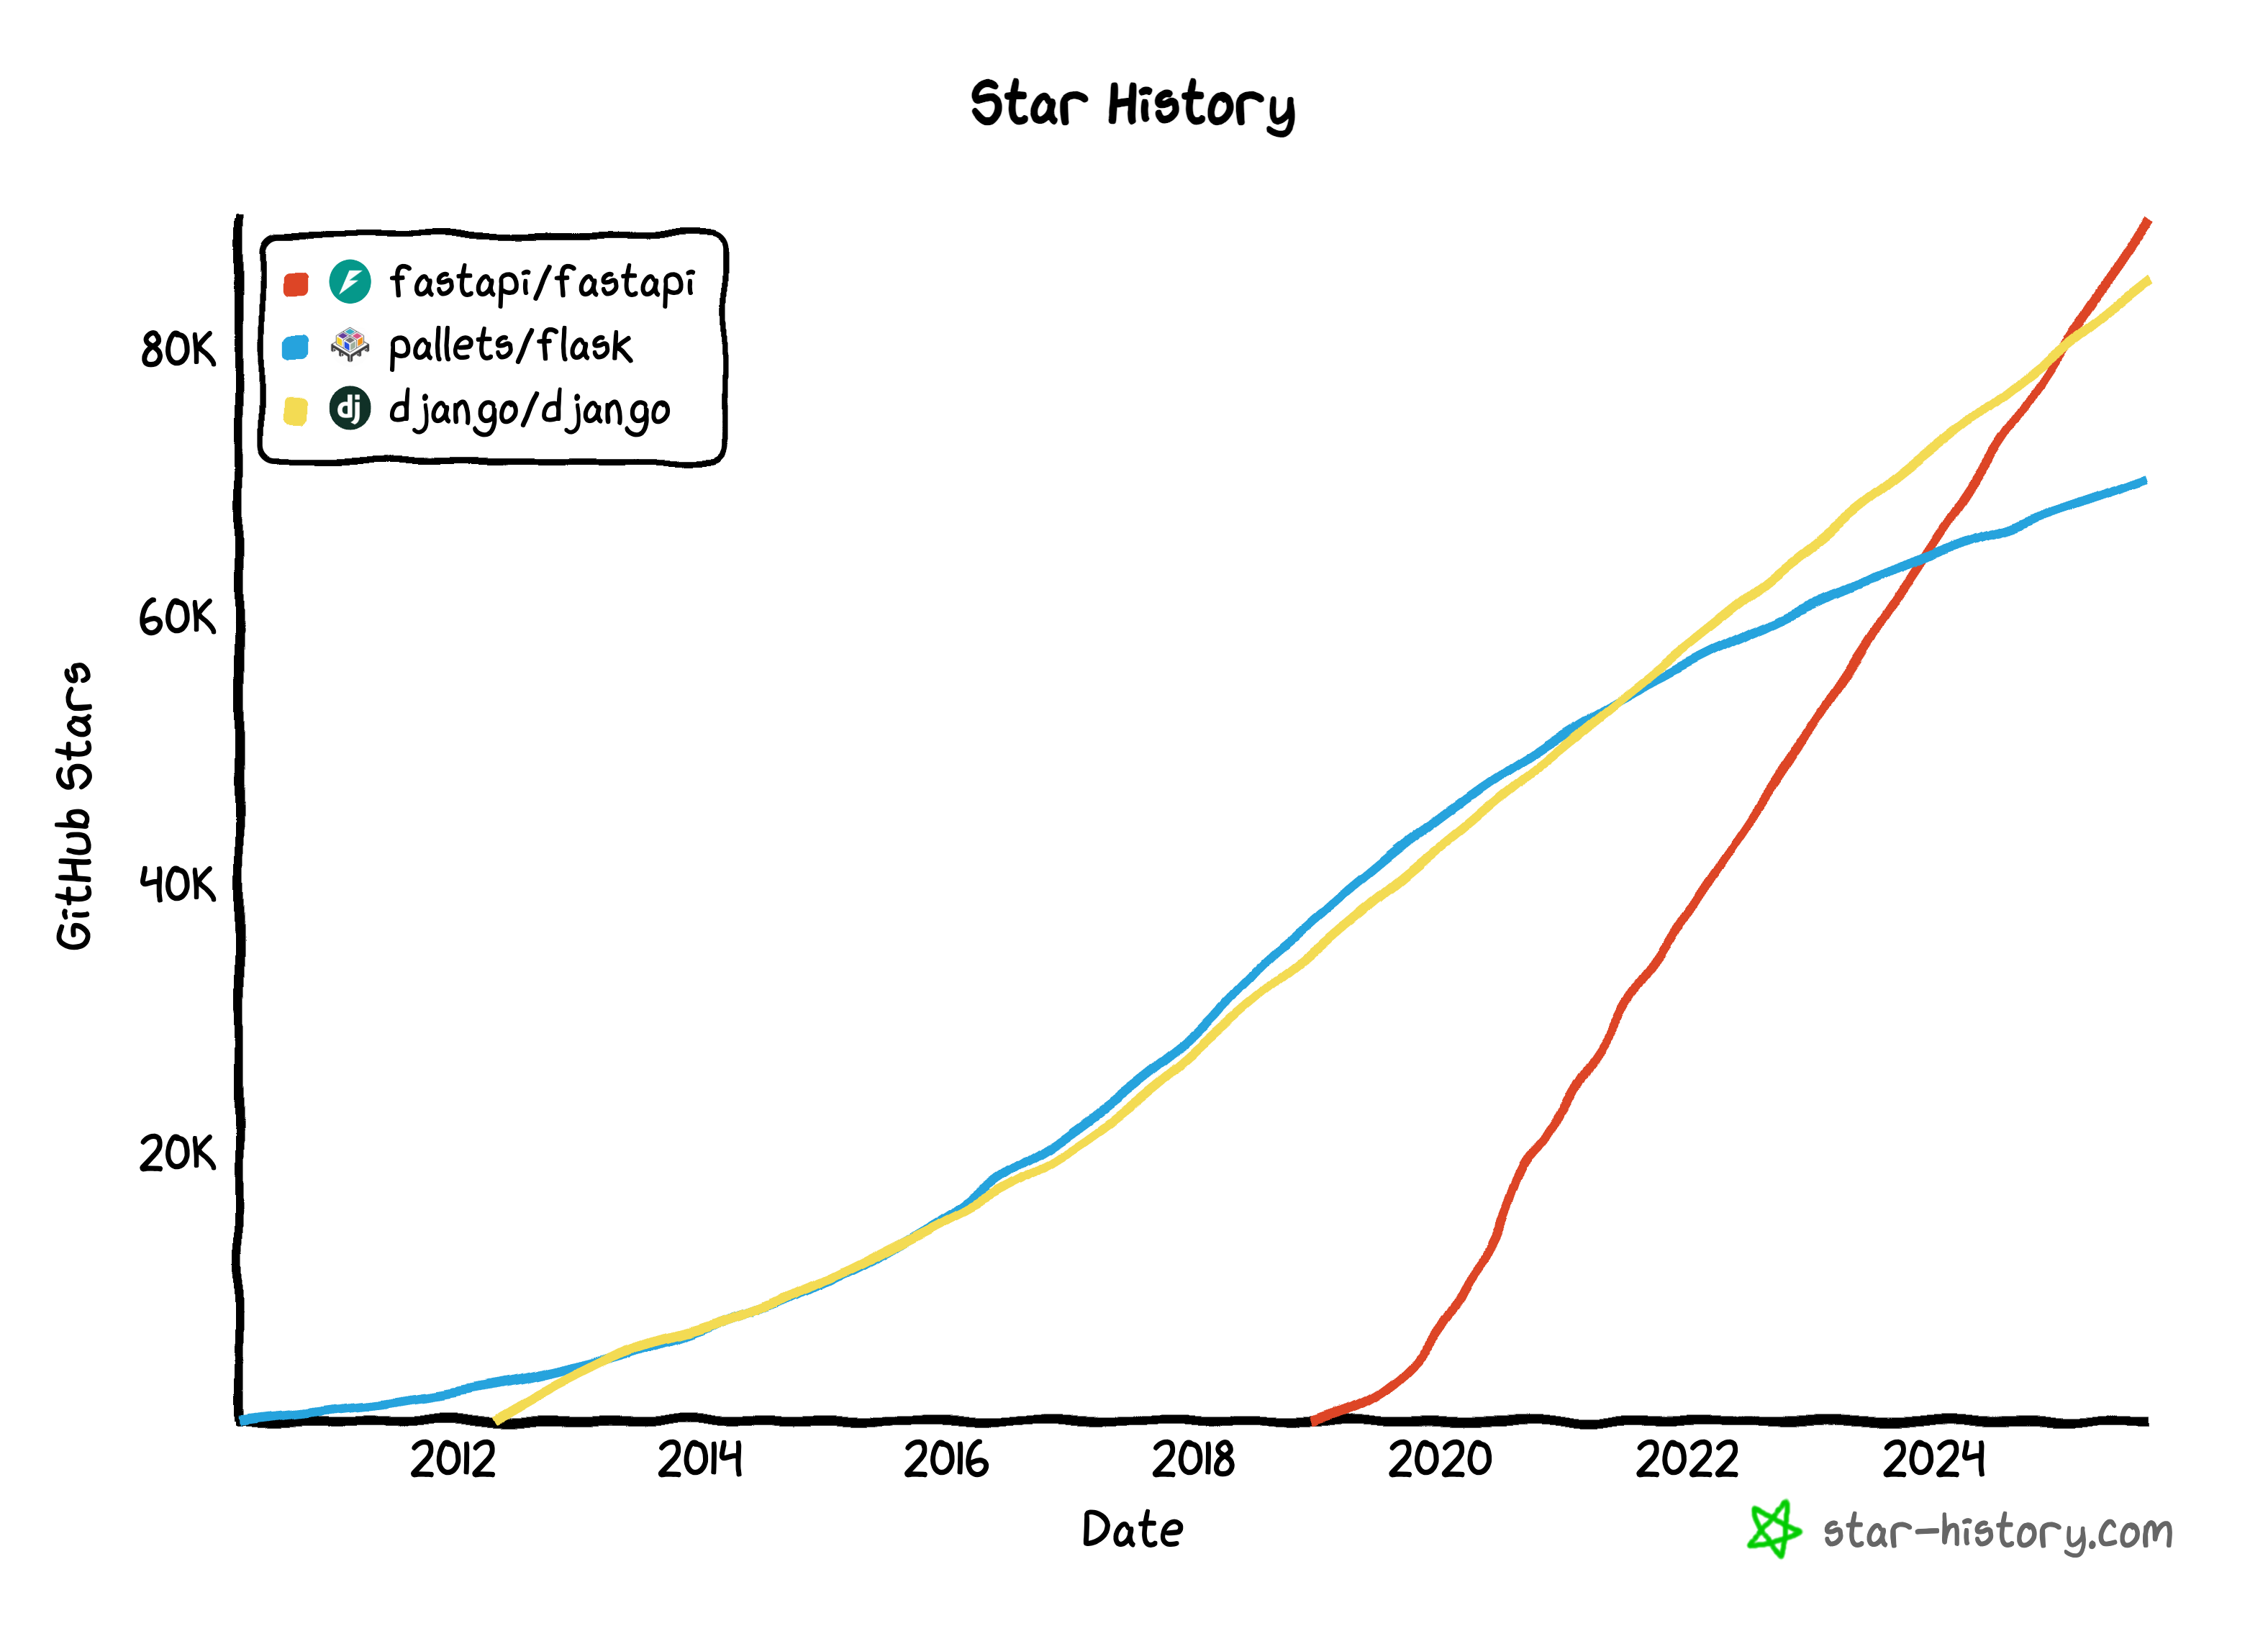 Star History
fastapi/fastapi
pallets/flask
dj django/django
80K
60K
40K
20K
GitHub Stars
2012 2014 2016 2018 2020 2022 2024
Date
star-history.com